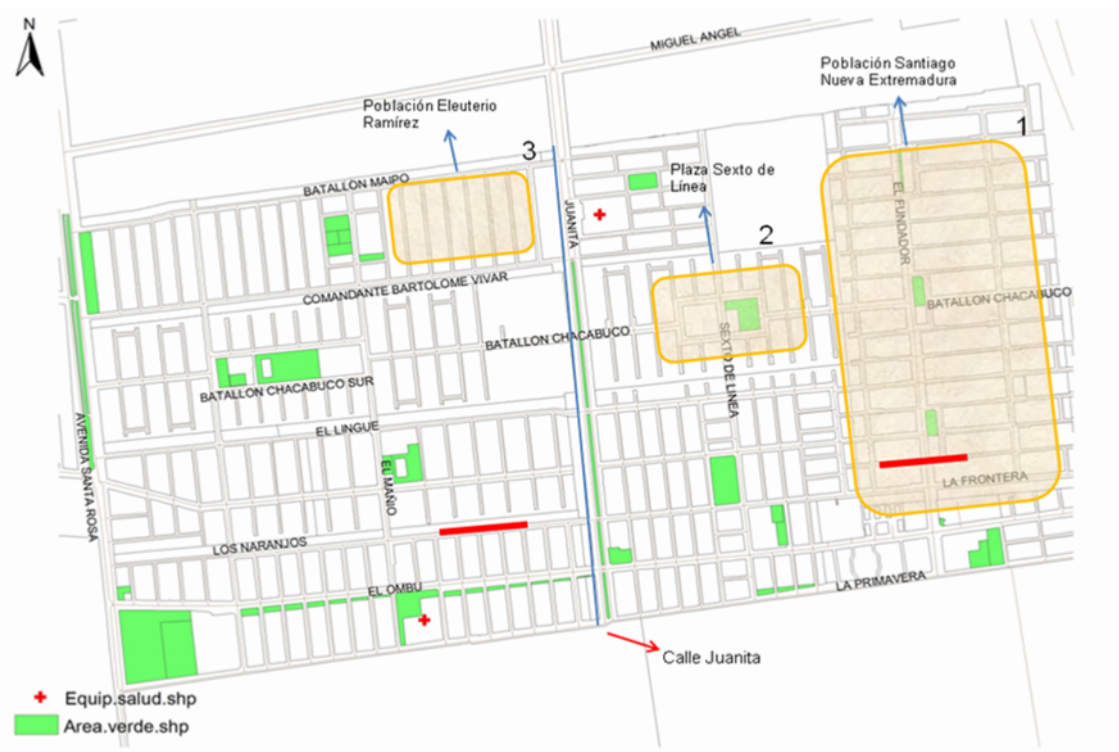 N
MIGUEL ANGEL
Población Santiago
Nueva Extremadura
Población Eleuterio
Ramírez
1
3
BATALLON MAIPO
Plaza Sexto de
Línea
JUANITA
EL FUNDADOR
2
COMANDANTE BARTOLOME VIVAR
BATALLON CHACABUCO
BATALLON CHACABUCO
SEXTO DE LINEA
BATALLON CHACABUCO SUR
EL LINGUE
AVENIDA SANTA ROSA
EL MAÑIO
LA FRONTERA
LOS NARANJOS
EL OMBU
LA PRIMAVERA
Calle Juanita
Equip.salud.shp
Area.verde.shp